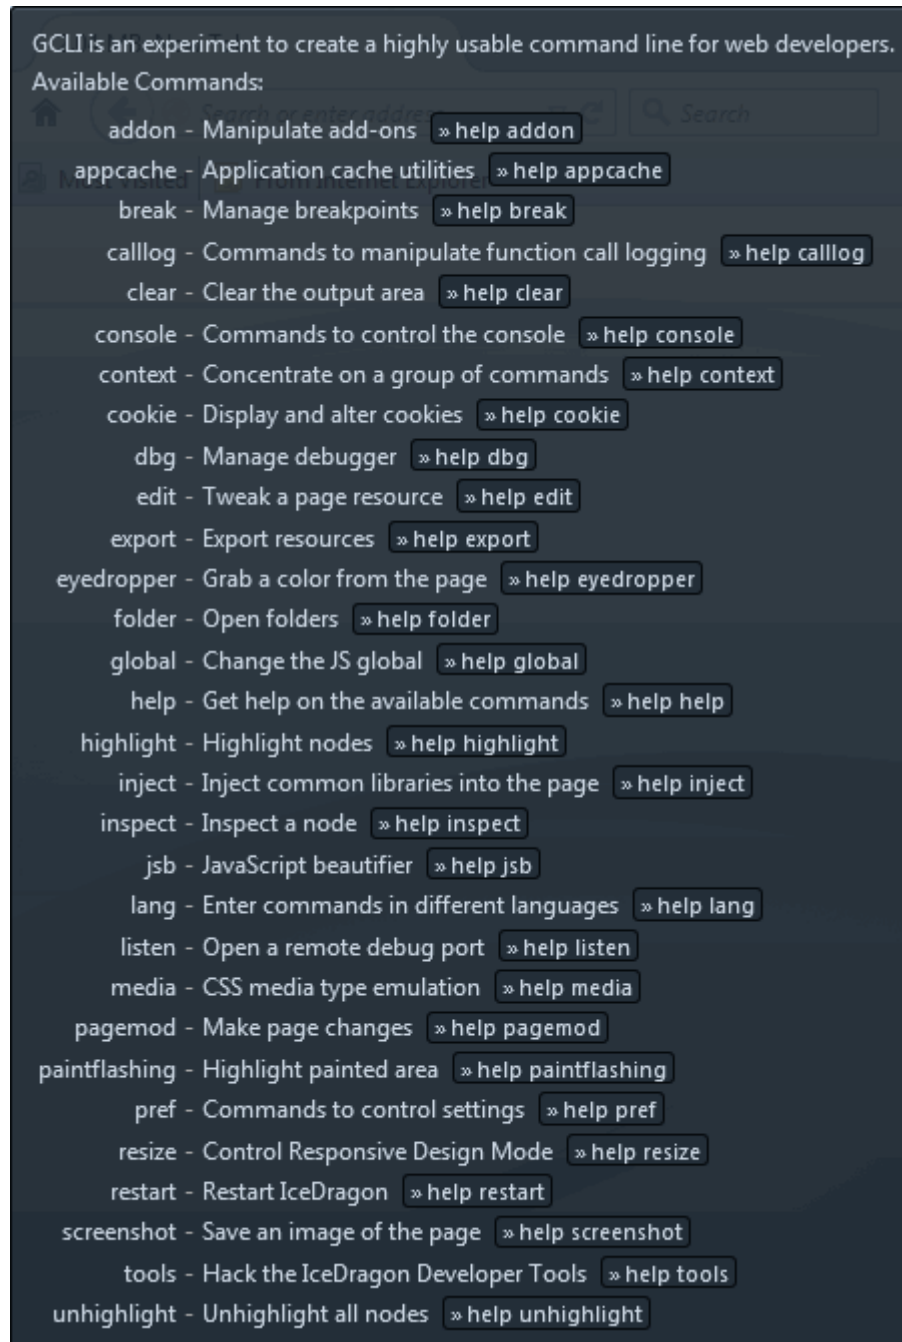 GCLI is an experiment to create a highly usable command line for web developers.
Available Commands:
Search or enter address
Search
addon - Manipulate add-ons » help addon
appcache - Application cache utilities » help appcache
Most Visited
From Internet Explorer
break - Manage breakpoints » help break
calllog - Commands to manipulate function call logging » help calllog
clear - Clear the output area » help clear
console - Commands to control the console » help console
context - Concentrate on a group of commands » help context
cookie - Display and alter cookies » help cookie
dbg - Manage debugger » help dbg
edit - Tweak a page resource » help edit
export - Export resources » help export
eyedropper - Grab a color from the page » help eyedropper
folder - Open folders » help folder
global - Change the JS global » help global
help - Get help on the available commands » help help
highlight - Highlight nodes » help highlight
inject - Inject common libraries into the page » help inject
inspect - Inspect a node » help inspect
jsb - JavaScript beautifier » help jsb
lang - Enter commands in different languages » help lang
listen - Open a remote debug port » help listen
media - CSS media type emulation » help media
pagemod - Make page changes » help pagemod
paintflashing - Highlight painted area » help paintflashing
pref - Commands to control settings » help pref
resize - Control Responsive Design Mode » help resize
restart - Restart IceDragon » help restart
screenshot - Save an image of the page » help screenshot
tools - Hack the IceDragon Developer Tools » help tools
unhighlight - Unhighlight all nodes » help unhighlight